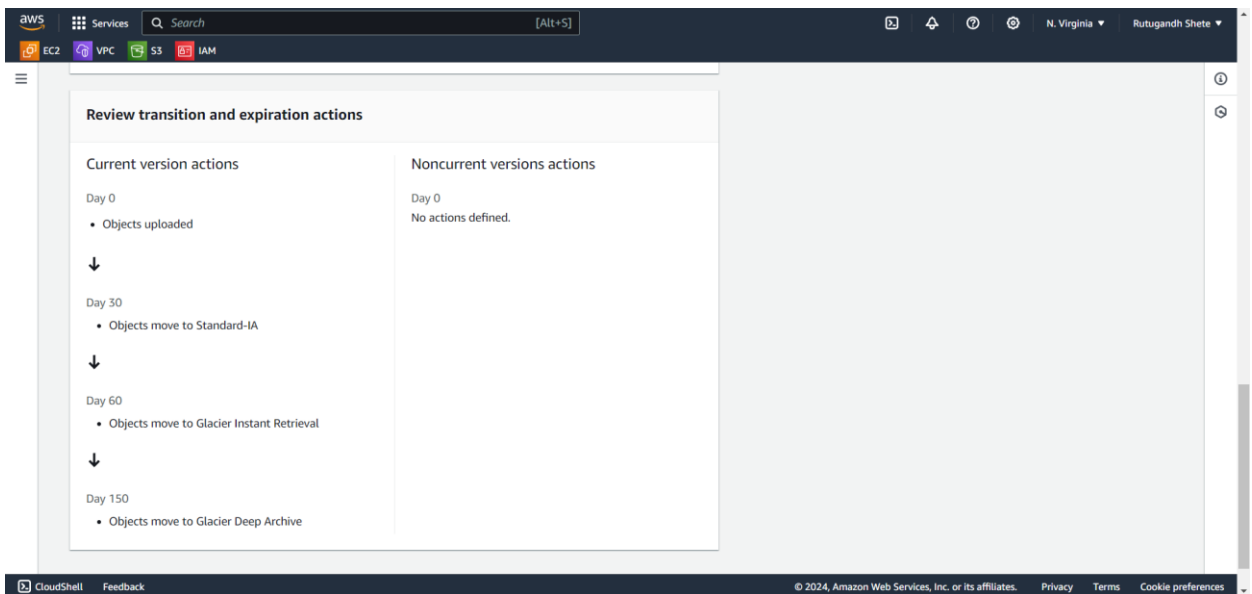 aws
Services
Search
[Alt+S]
N. Virginia ▼
Rutugandh Shete ▼
EC2
VPC
S3
IAM
Review transition and expiration actions
Current version actions
Day 0
• Objects uploaded
↓
Day 30
• Objects move to Standard-IA
↓
Day 60
• Objects move to Glacier Instant Retrieval
↓
Day 150
• Objects move to Glacier Deep Archive
Noncurrent versions actions
Day 0
No actions defined.
CloudShell
Feedback
© 2024, Amazon Web Services, Inc. or its affiliates.
Privacy
Terms
Cookie preferences